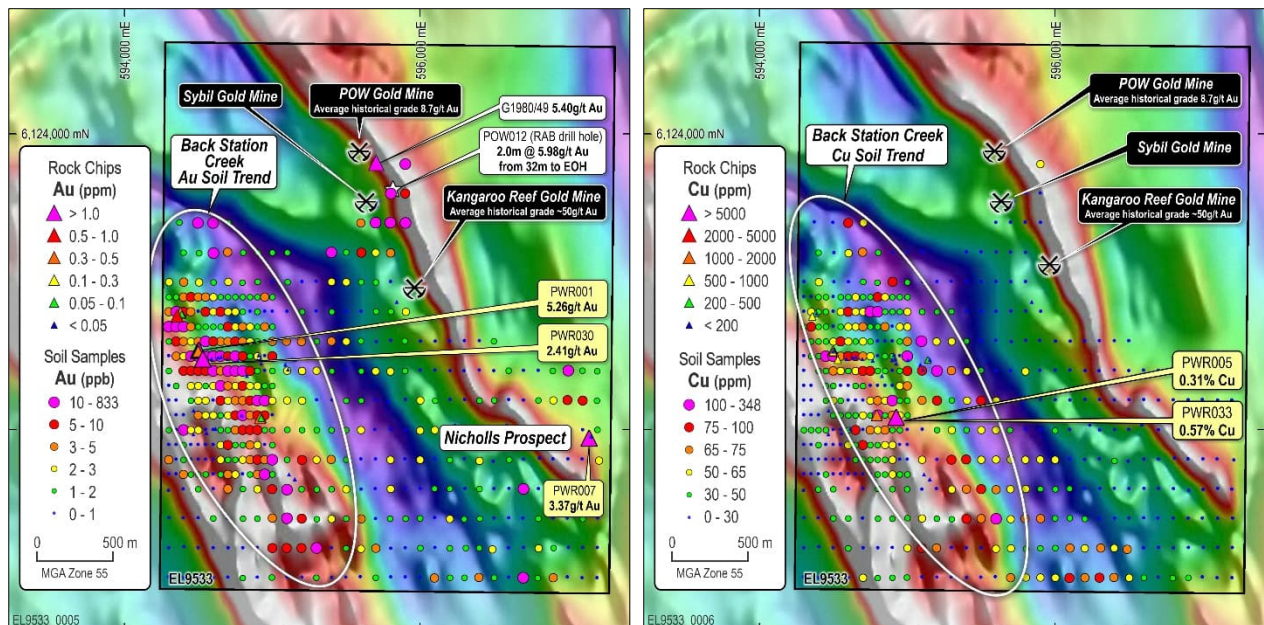 594,000 mE
596,000 mE
6,124,000 mN
Sybil Gold Mine
POW Gold Mine
Average historical grade 8.7g/t Au
G1980/49 5.40g/t Au
POW012 (RAB drill hole)
2.0m @ 5.98g/t Au
from 32m to EOH
Back Station
Creek
Au Soil Trend
Kangaroo Reef Gold Mine
Average historical grade ~50g/t Au
Rock Chips
Au (ppm)
> 1.0
0.5 - 1.0
0.3 - 0.5
0.1 - 0.3
0.05 - 0.1
< 0.05
Soil Samples
Au (ppb)
10 - 833
5 - 10
3 - 5
2 - 3
1 - 2
0 - 1
0 500 m
MGA Zone 55
PWR001
5.26g/t Au
PWR030
2.41g/t Au
Nicholls Prospect
PWR007
3.37g/t Au
EL9533
EL9533_0005
594,000 mE
596,000 mE
6,124,000 mN
POW Gold Mine
Average historical grade 8.7g/t Au
Back Station Creek
Cu Soil Trend
Sybil Gold Mine
Kangaroo Reef Gold Mine
Average historical grade ~50g/t Au
Rock Chips
Cu (ppm)
> 5000
2000 - 5000
1000 - 2000
500 - 1000
200 - 500
< 200
Soil Samples
Cu (ppm)
100 - 348
75 - 100
65 - 75
50 - 65
30 - 50
0 - 30
0 500 m
MGA Zone 55
PWR005
0.31% Cu
PWR033
0.57% Cu
EL9533
EL9533_0006